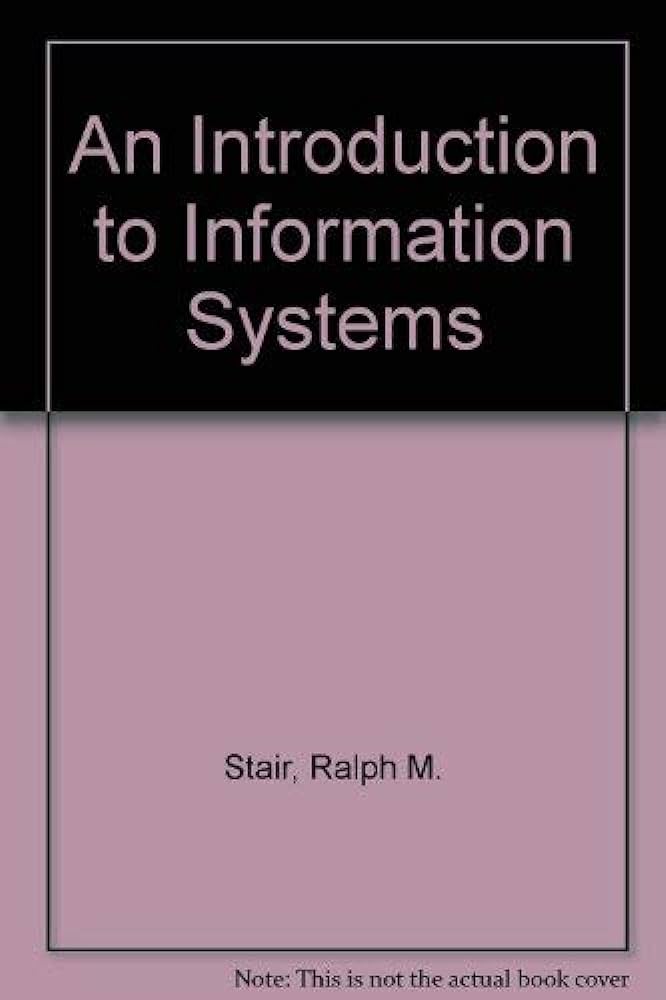 An Introduction
to Information
Systems
Stair, Ralph M.
Note: This is not the actual book cover